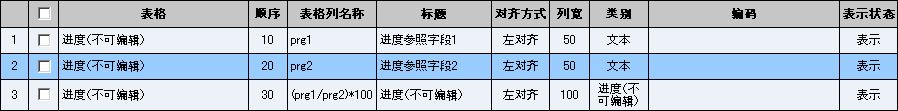 表格 顺序 表格列名称 标题 对齐方式 列宽 类别 编码 表示状态
1 进度(不可编辑) 10 prg1 进度参照字段1 左对齐 50 文本 表示
2 进度(不可编辑) 20 prg2 进度参照字段2 左对齐 50 文本 表示
3 进度(不可编辑) 30 (prg1/prg2)*100 进度(不可编辑) 左对齐 100 进度(不可编辑) 表示